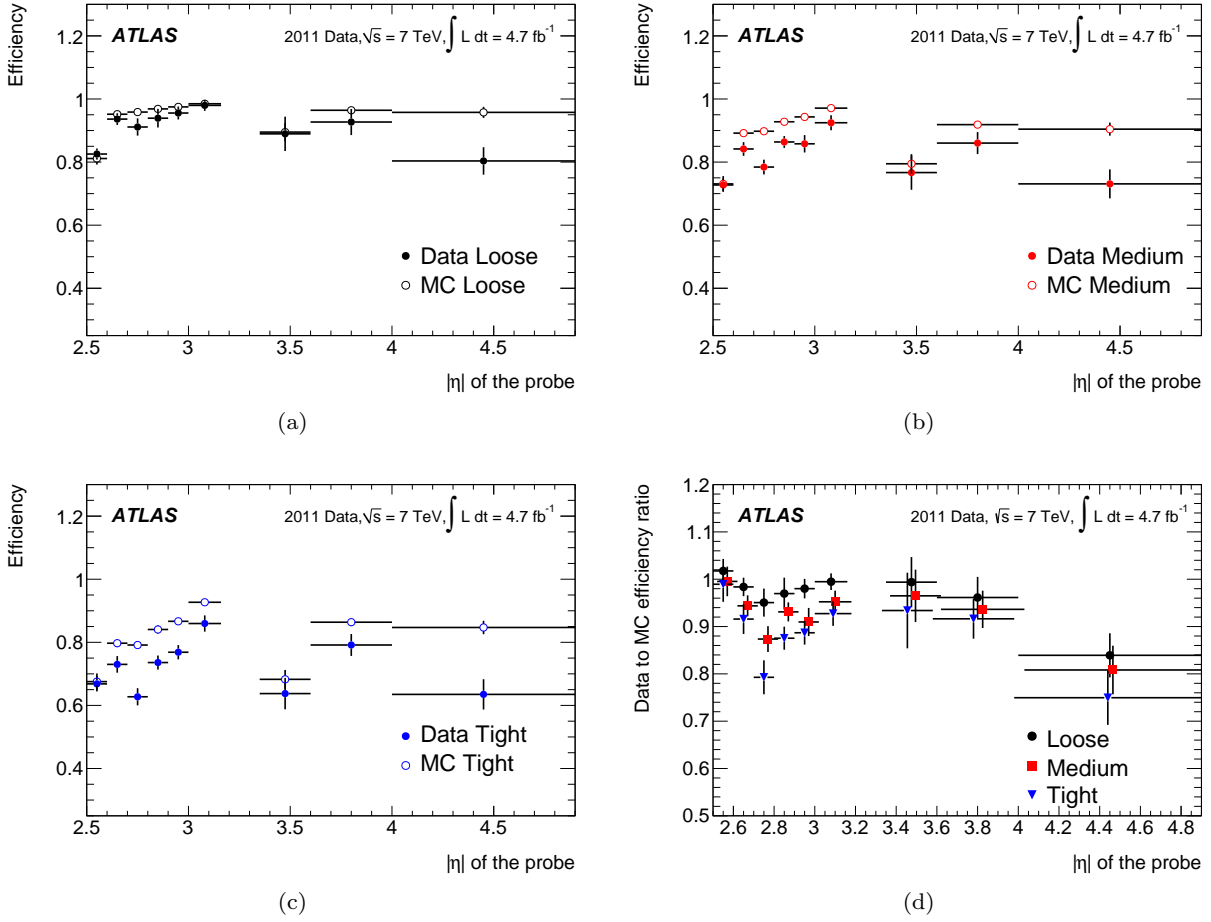 Efficiency
1.2
1
0.8
0.6
0.4
ATLAS
2011 Data,√s = 7 TeV,∫ L dt = 4.7 fb⁻¹
Data Loose
MC Loose
2.5 3 3.5 4 4.5
|η| of the probe
(a)
Efficiency
1.2
1
0.8
0.6
0.4
ATLAS
2011 Data,√s = 7 TeV,∫ L dt = 4.7 fb⁻¹
Data Medium
MC Medium
2.5 3 3.5 4 4.5
|η| of the probe
(b)
Efficiency
1.2
1
0.8
0.6
0.4
ATLAS
2011 Data,√s = 7 TeV,∫ L dt = 4.7 fb⁻¹
Data Tight
MC Tight
2.5 3 3.5 4 4.5
|η| of the probe
(c)
Data to MC efficiency ratio
1.2
1.1
1
0.9
0.8
0.7
0.6
0.5
ATLAS
2011 Data, √s = 7 TeV,∫ L dt = 4.7 fb⁻¹
Loose
Medium
Tight
2.6 2.8 3 3.2 3.4 3.6 3.8 4 4.2 4.4 4.6 4.8
|η| of the probe
(d)